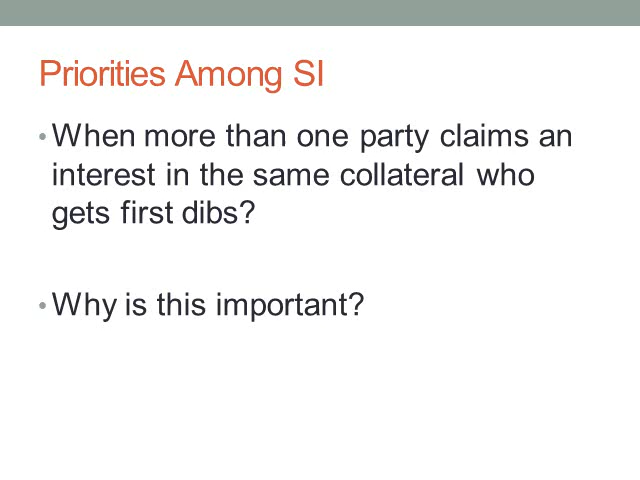 Priorities Among SI
• When more than one party claims an
interest in the same collateral who
gets first dibs?
• Why is this important?